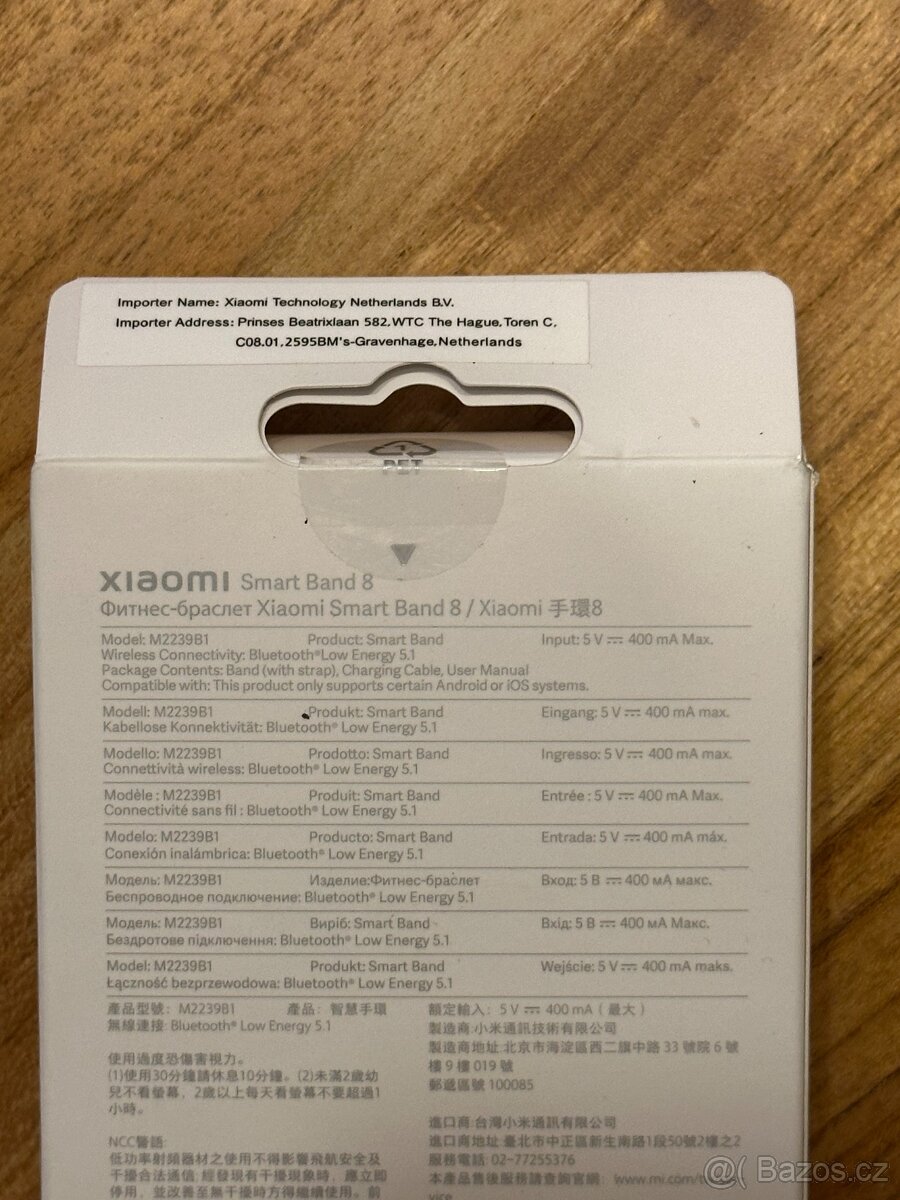 Importer Name: Xiaomi Technology Netherlands B.V.
Importer Address: Prinses Beatrixlaan 582,WTC The Hague,Toren C,
C08.01,2595BM's-Gravenhage,Netherlands
PET
xiaomi Smart Band 8
Фитнес-браслет Xiaomi Smart Band 8 / Xiaomi 手環8
Model: M2239B1 Product: Smart Band Input: 5 V⎓ 400 mA Max.
Wireless Connectivity: Bluetooth® Low Energy 5.1
Package Contents: Band (with strap), Charging Cable, User Manual
Compatible with: This product only supports certain Android or iOS systems.
Modell: M2239B1 Produkt: Smart Band Eingang: 5 V⎓ 400 mA max.
Kabellose Konnektivität: Bluetooth® Low Energy 5.1
Modello: M2239B1 Prodotto: Smart Band Ingresso: 5 V⎓ 400 mA max.
Connettività wireless: Bluetooth® Low Energy 5.1
Modèle : M2239B1 Produit: Smart Band Entrée : 5 V⎓ 400 mA Max.
Connectivité sans fil : Bluetooth® Low Energy 5.1
Modelo: M2239B1 Producto: Smart Band Entrada: 5 V⎓ 400 mA máx.
Conexión inalámbrica: Bluetooth® Low Energy 5.1
Модель: M2239B1 Изделие:Фитнес-браслет Вход: 5 В⎓ 400 мА макс.
Беспроводное подключение: Bluetooth® Low Energy 5.1
Модель: M2239B1 Виріб: Smart Band Вхід: 5 В⎓ 400 мА Макс.
Бездротове підключення: Bluetooth® Low Energy 5.1
Model: M2239B1 Produkt: Smart Band Wejście: 5 V⎓ 400 mA maks.
Łączność bezprzewodowa: Bluetooth® Low Energy 5.1
產品型號: M2239B1 產品: 智慧手環
無線連接: Bluetooth® Low Energy 5.1
使用過度恐傷害視力。
(1)使用30分鐘請休息10分鐘。(2)未滿2歲幼
兒不看螢幕，2歲以上每天看螢幕不要超過1
小時。
NCC警語:
低功率射頻器材之使用不得影響飛航安全及
干擾合法通信; 經發現有干擾現象時，應立即
停用，並改善至無干擾時方得繼續使用。前
額定輸入: 5 V⎓ 400 mA（最大）
製造商:小米通訊技術有限公司
製造商地址:北京市海淀區西二旗中路 33 號院 6 號
樓 9 樓 019 號
郵遞區號 100085
進口商:台灣小米通訊有限公司
進口商地址:臺北市中正區新生南路1段50號2樓之2
服務電話: 02-77255376
本產品售後服務請查詢官網: www.mi.com/t
vice
@( Bazos.cz